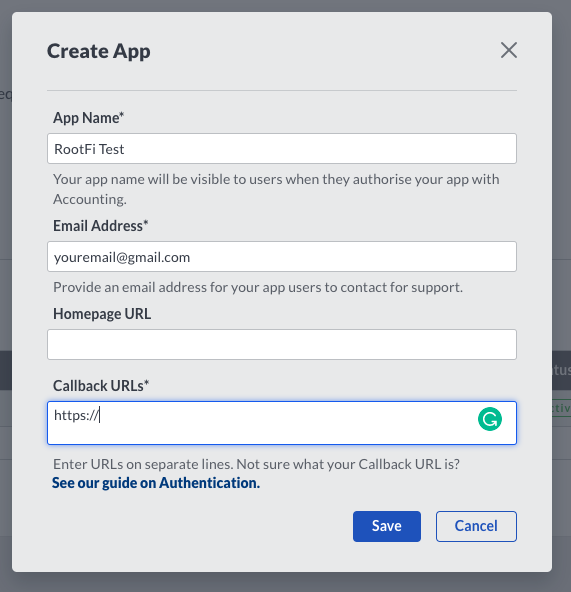 Create App
App Name*
RootFi Test
Your app name will be visible to users when they authorise your app with
Accounting.
Email Address*
youremail@gmail.com
Provide an email address for your app users to contact for support.
Homepage URL
Callback URLs*
https://
Enter URLs on separate lines. Not sure what your Callback URL is?
See our guide on Authentication.
Save Cancel